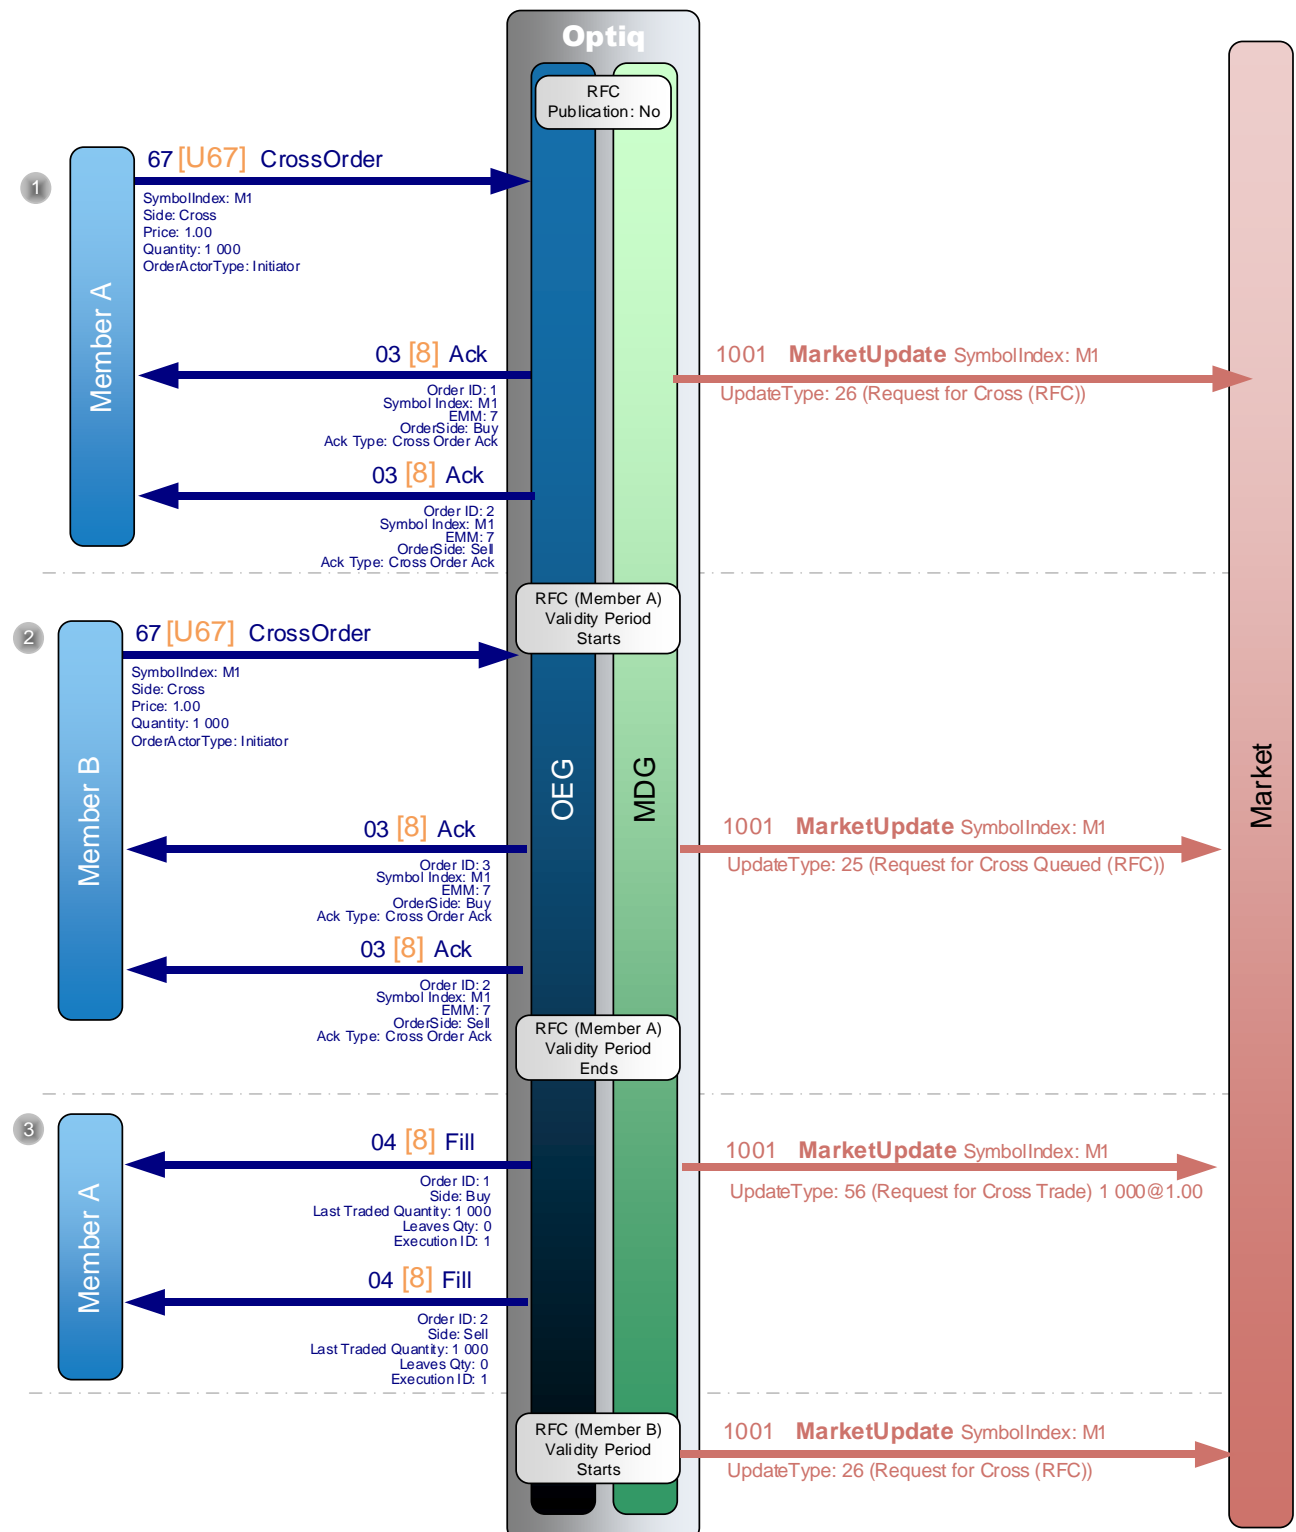 Optiq
RFC
Publication: No
1
Member A
67 [U67] CrossOrder
SymbolIndex: M1
Side: Cross
Price: 1.00
Quantity: 1 000
OrderActorType: Initiator
03 [8] Ack
Order ID: 1
Symbol Index: M1
EMM: 7
OrderSide: Buy
Ack Type: Cross Order Ack
1001 MarketUpdate SymbolIndex: M1
UpdateType: 26 (Request for Cross (RFC))
03 [8] Ack
Order ID: 2
Symbol Index: M1
EMM: 7
OrderSide: Sell
Ack Type: Cross Order Ack
RFC (Member A)
Validity Period
Starts
2
Member B
67 [U67] CrossOrder
SymbolIndex: M1
Side: Cross
Price: 1.00
Quantity: 1 000
OrderActorType: Initiator
OEG
MDG
Market
03 [8] Ack
Order ID: 3
Symbol Index: M1
EMM: 7
OrderSide: Buy
Ack Type: Cross Order Ack
1001 MarketUpdate SymbolIndex: M1
UpdateType: 25 (Request for Cross Queued (RFC))
03 [8] Ack
Order ID: 2
Symbol Index: M1
EMM: 7
OrderSide: Sell
Ack Type: Cross Order Ack
RFC (Member A)
Validity Period
Ends
3
Member A
04 [8] Fill
Order ID: 1
Side: Buy
Last Traded Quantity: 1 000
Leaves Qty: 0
Execution ID: 1
1001 MarketUpdate SymbolIndex: M1
UpdateType: 56 (Request for Cross Trade) 1 000@1.00
04 [8] Fill
Order ID: 2
Side: Sell
Last Traded Quantity: 1 000
Leaves Qty: 0
Execution ID: 1
RFC (Member B)
Validity Period
Starts
1001 MarketUpdate SymbolIndex: M1
UpdateType: 26 (Request for Cross (RFC))